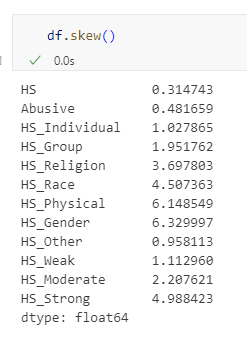 df.skew()
0.0s
HS 0.314743
Abusive 0.481659
HS_Individual 1.027865
HS_Group 1.951762
HS_Religion 3.697803
HS_Race 4.507363
HS_Physical 6.148549
HS_Gender 6.329997
HS_Other 0.958113
HS_Weak 1.112960
HS_Moderate 2.207621
HS_Strong 4.988423
dtype: float64